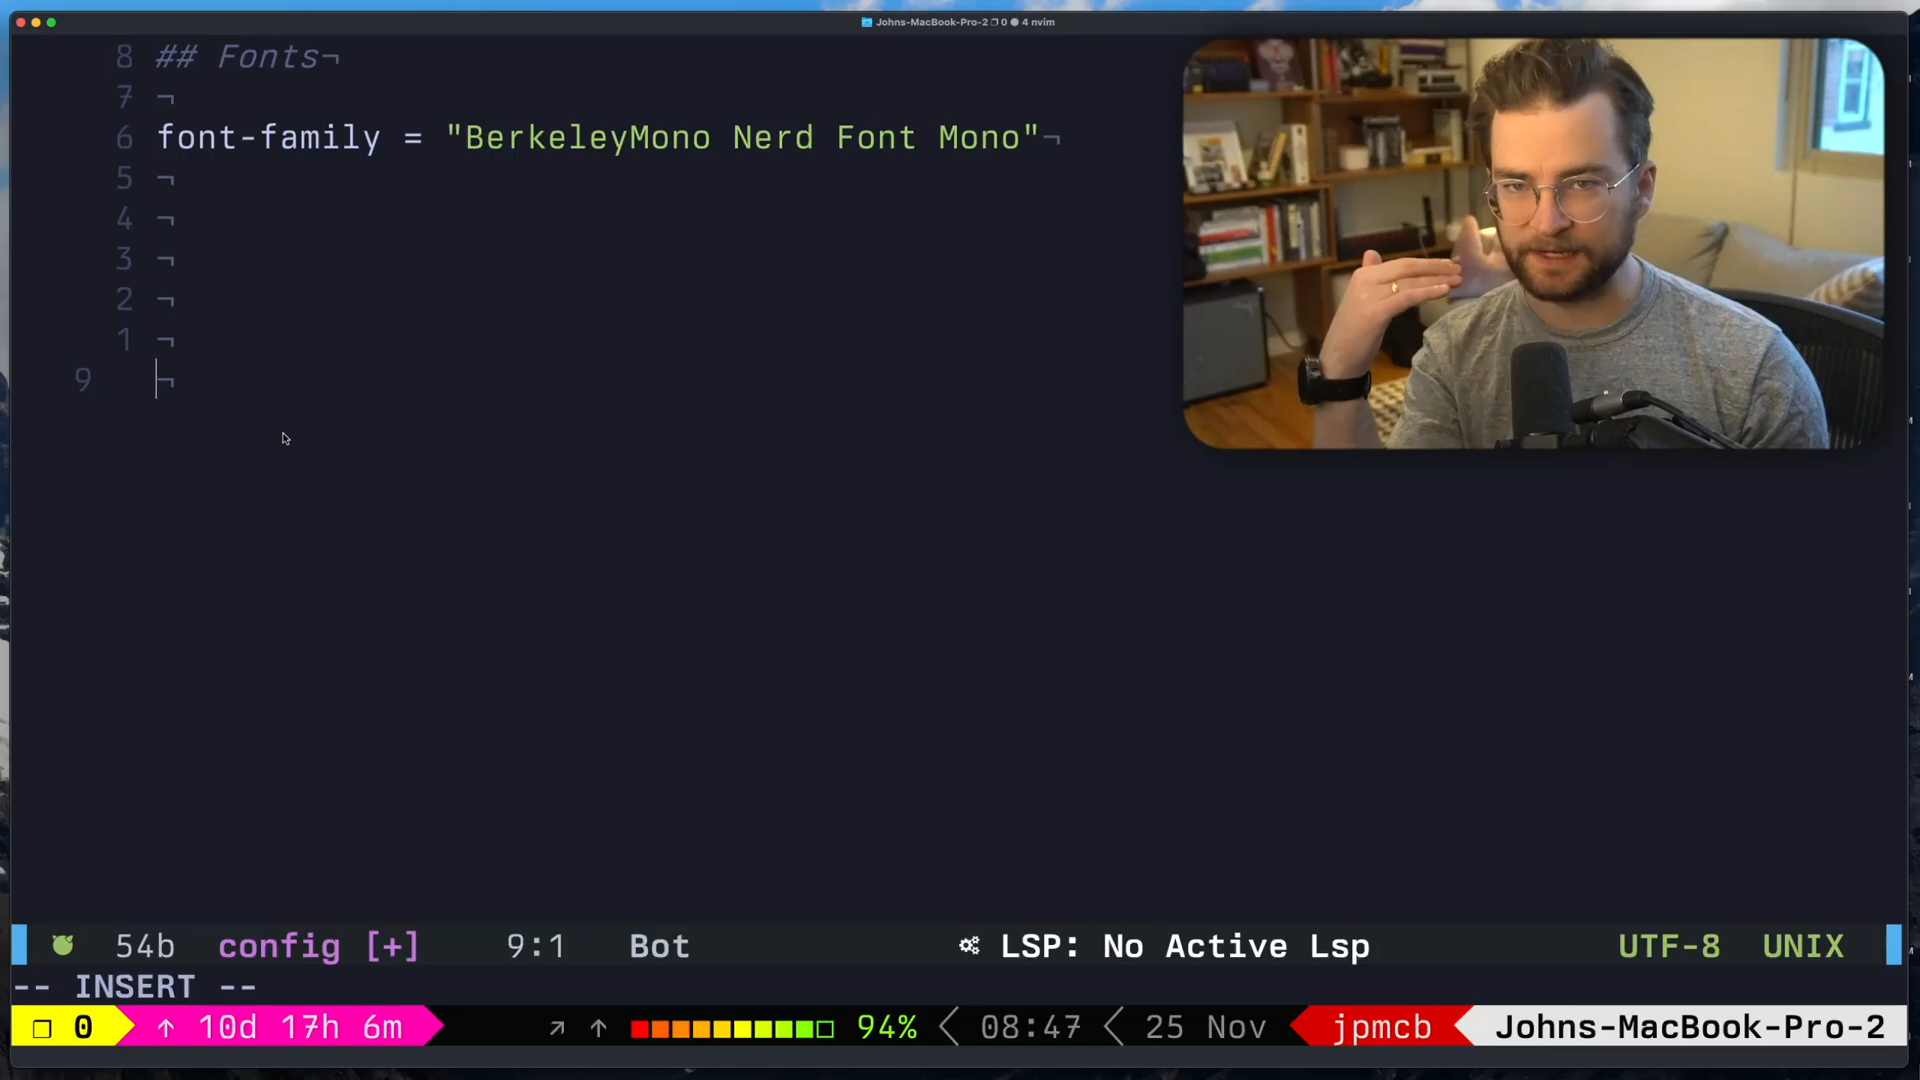 Johns-MacBook-Pro-2 ❐ 0 ● 4 nvim
8 ## Fonts¬
7 ¬
6 font-family = "BerkeleyMono Nerd Font Mono"¬
5 ¬
4 ¬
3 ¬
2 ¬
1 ¬
9 ¬
54b config [+] 9:1 Bot LSP: No Active Lsp UTF-8 UNIX
-- INSERT --
❐ 0 ↑ 10d 17h 6m ↗ ↑ 94% 08:47 25 Nov jpmcb Johns-MacBook-Pro-2